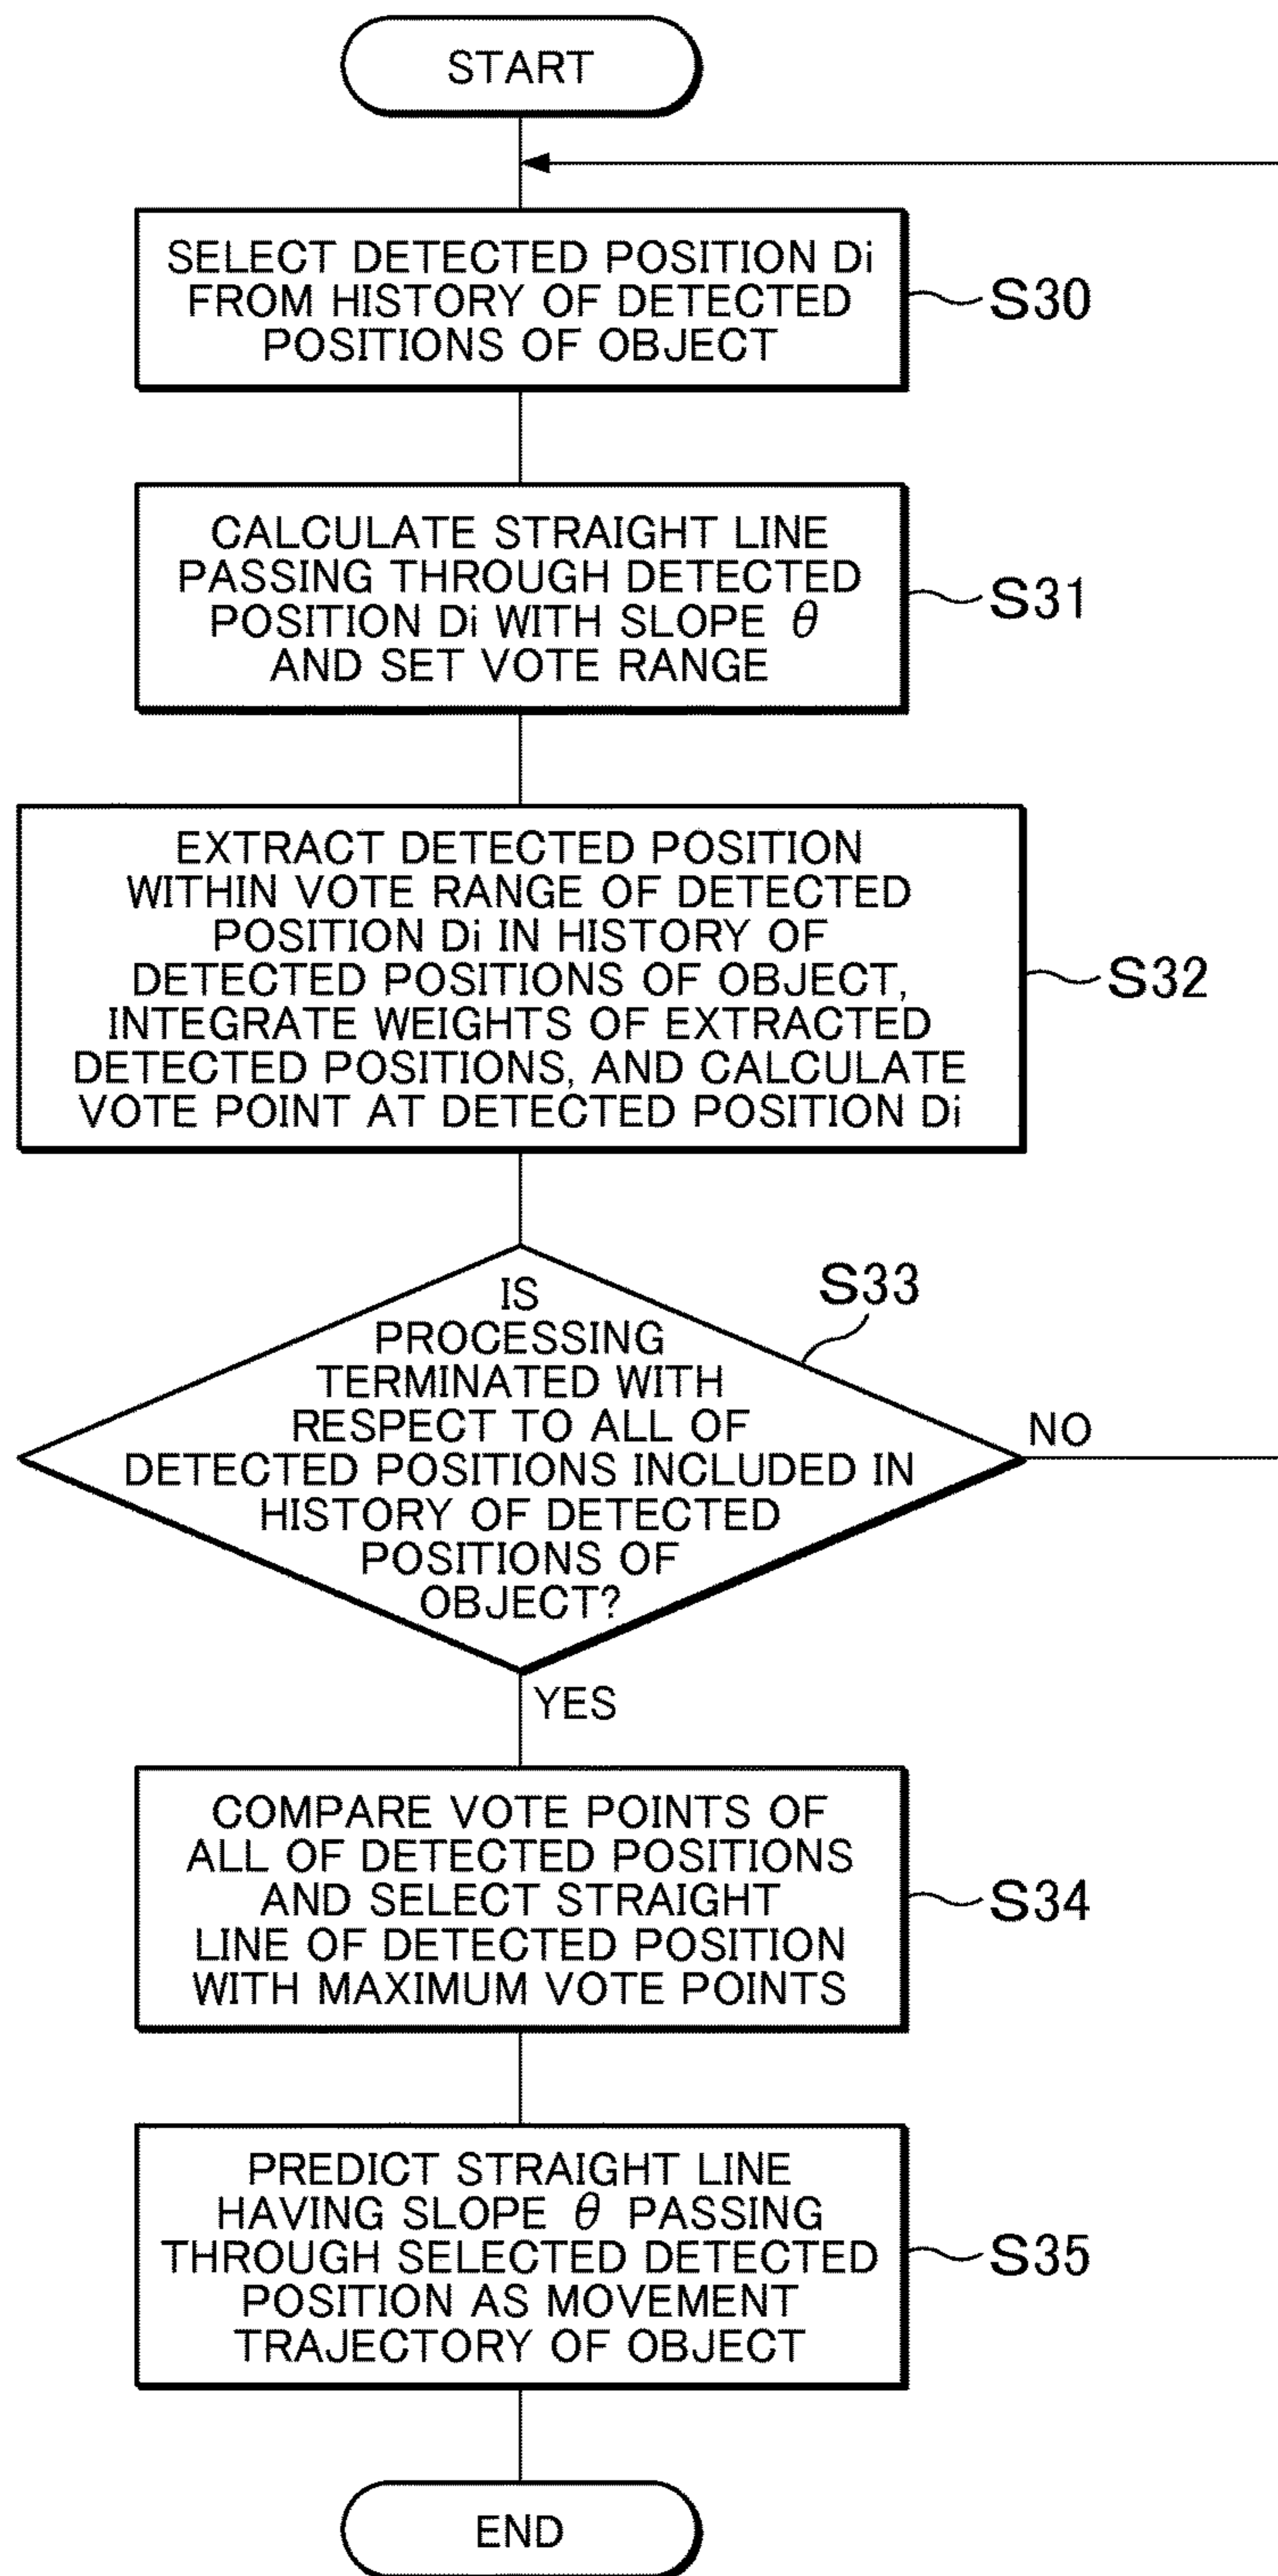 START
SELECT DETECTED POSITION Di
FROM HISTORY OF DETECTED
POSITIONS OF OBJECT
S30
CALCULATE STRAIGHT LINE
PASSING THROUGH DETECTED
POSITION Di WITH SLOPE θ
AND SET VOTE RANGE
S31
EXTRACT DETECTED POSITION
WITHIN VOTE RANGE OF DETECTED
POSITION Di IN HISTORY OF
DETECTED POSITIONS OF OBJECT,
INTEGRATE WEIGHTS OF EXTRACTED
DETECTED POSITIONS, AND CALCULATE
VOTE POINT AT DETECTED POSITION Di
S32
S33
IS
PROCESSING
TERMINATED WITH
RESPECT TO ALL OF
DETECTED POSITIONS INCLUDED IN
HISTORY OF DETECTED
POSITIONS OF
OBJECT?
NO
YES
COMPARE VOTE POINTS OF
ALL OF DETECTED POSITIONS
AND SELECT STRAIGHT
LINE OF DETECTED POSITION
WITH MAXIMUM VOTE POINTS
S34
PREDICT STRAIGHT LINE
HAVING SLOPE θ PASSING
THROUGH SELECTED DETECTED
POSITION AS MOVEMENT
TRAJECTORY OF OBJECT
S35
END